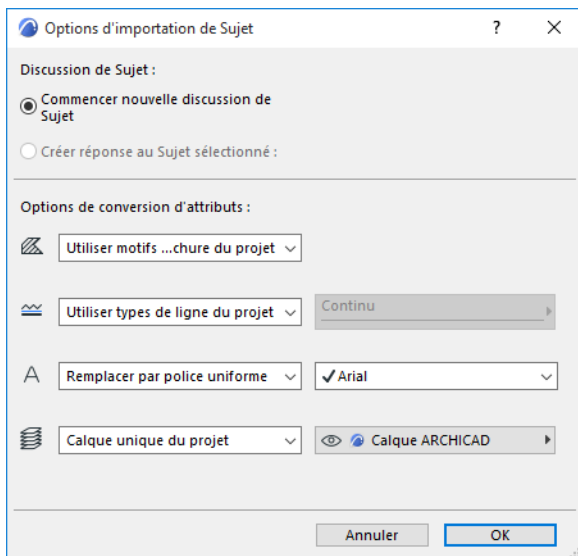 Options d'importation de Sujet
Discussion de Sujet :
Commencer nouvelle discussion de
Sujet
Créer réponse au Sujet sélectionné :
Options de conversion d'attributs :
Utiliser motifs ...chure du projet
Utiliser types de ligne du projet
Continu
Remplacer par police uniforme
Arial
Calque unique du projet
Calque ARCHICAD
Annuler
OK